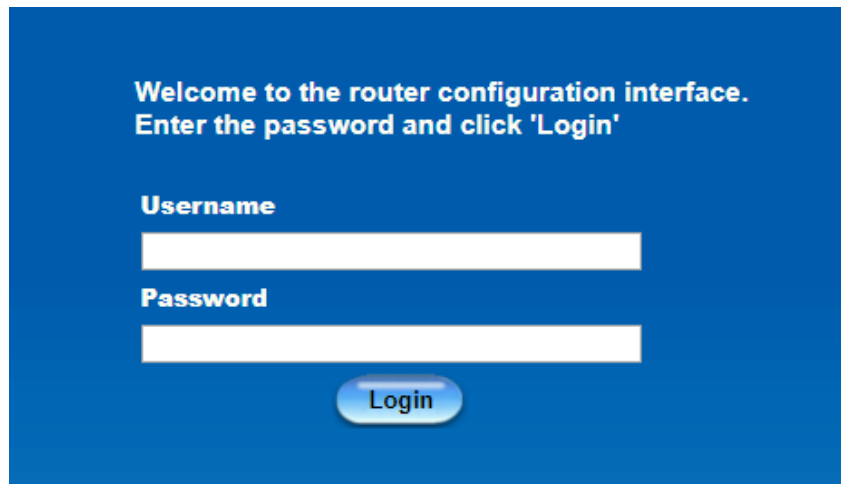 Welcome to the router configuration interface.
Enter the password and click 'Login'
Username
Password
Login